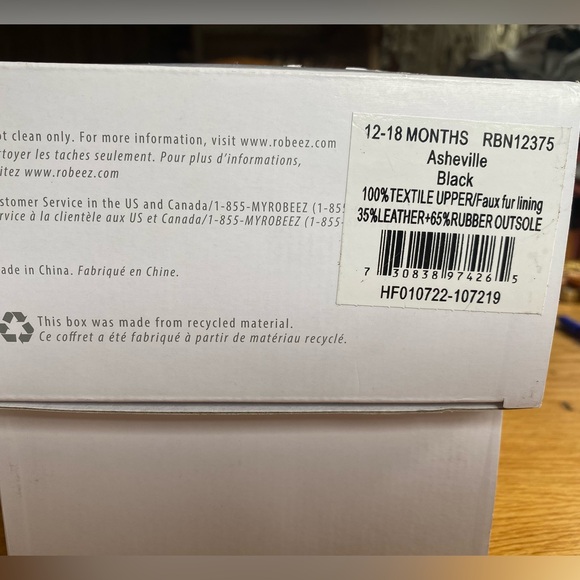 ot clean only. For more information, visit www.robeez.com
ttoyer les taches seulement. Pour plus d'informations,
itez www.robeez.com
stomer Service in the US and Canada/1-855-MYROBEEZ (1-855
rvice à la clientèle aux US et Canada/1-855-MYROBEEZ (1-855-
ade in China. Fabriqué en Chine.
This box was made from recycled material.
Ce coffret a été fabriqué à partir de matériau recyclé.
12-18 MONTHS RBN12375
Asheville
Black
100%TEXTILE UPPER/Faux fur lining
35%LEATHER+65%RUBBER OUTSOLE
7 30838 97426 5
HF010722-107219